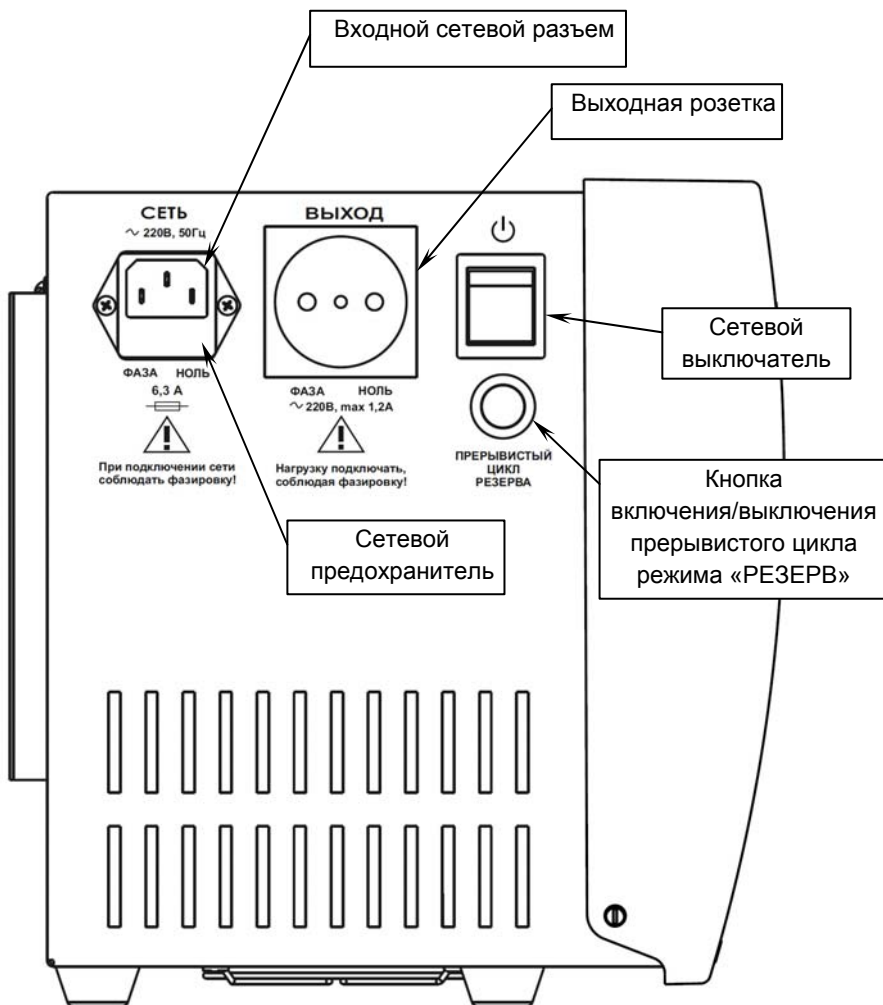 Входной сетевой разъем
Выходная розетка
СЕТЬ
~ 220В, 50Гц
ВЫХОД
Сетевой
выключатель
ФАЗА НОЛЬ
6,3 А
При подключении сети
соблюдать фазировку!
ФАЗА НОЛЬ
~ 220В, max 1,2А
Нагрузку подключать,
соблюдая фазировку!
ПРЕРЫВИСТЫЙ
ЦИКЛ
РЕЗЕРВА
Кнопка
включения/выключения
прерывистого цикла
режима «РЕЗЕРВ»
Сетевой
предохранитель